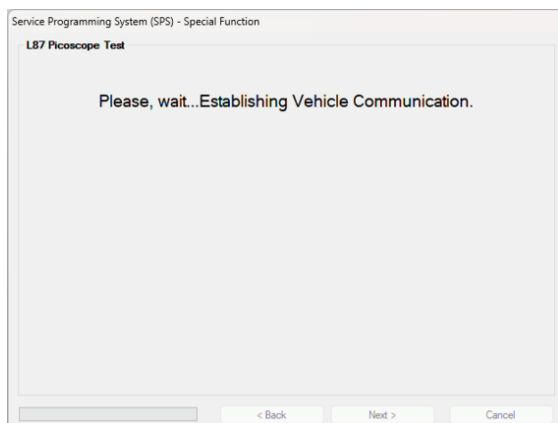 Service Programming System (SPS) - Special Function
L87 Picoscope Test
Please, wait...Establishing Vehicle Communication.
< Back
Next >
Cancel